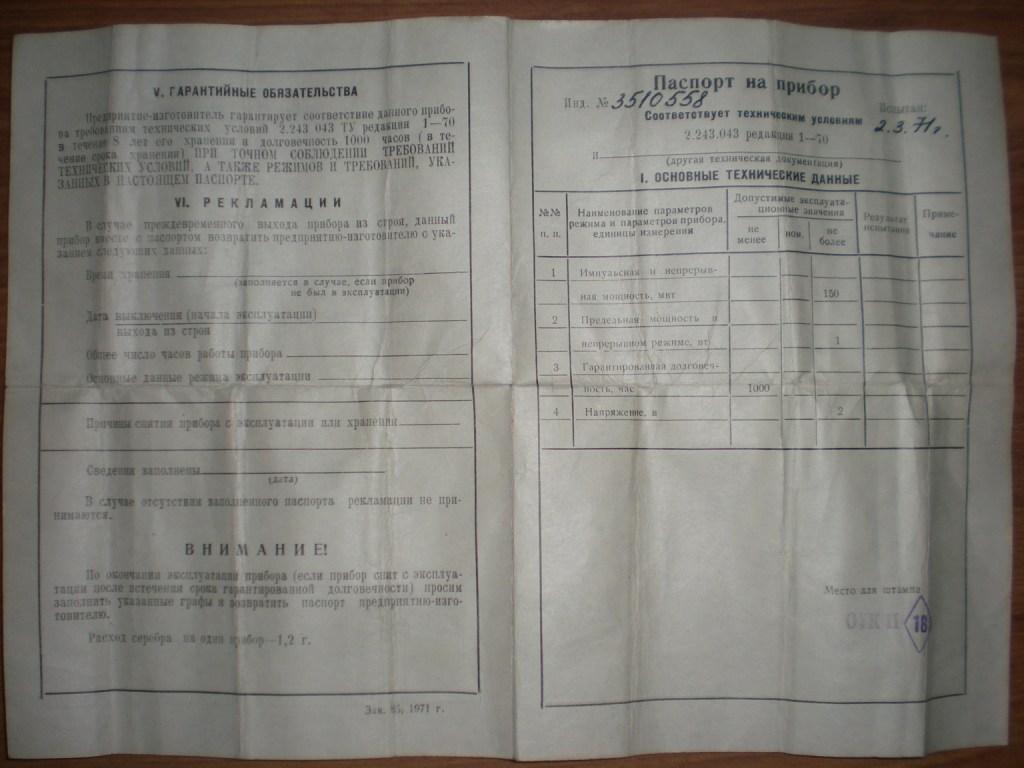 V. ГАРАНТИЙНЫЕ ОБЯЗАТЕЛЬСТВА
Предприятие-изготовитель гарантирует соответствие данного прибо-
ра требованиям технических условий 2.243 043 ТУ редакция 1—70
в течение 8 лет его хранения и долговечность 1000 часов (в те-
чение срока хранения) ПРИ ТОЧНОМ СОБЛЮДЕНИИ ТРЕБОВАНИЙ
ТЕХНИЧЕСКИХ УСЛОВИЙ, А ТАКЖЕ РЕЖИМОВ И ТРЕБОВАНИЙ, УКА-
ЗАННЫХ В НАСТОЯЩЕМ ПАСПОРТЕ.
VI. РЕКЛАМАЦИИ
В случае преждевременного выхода прибора из строя, данный
прибор вместе с паспортом возвратить предприятию-изготовителю с ука-
занием следующих данных:
Время хранения
(заполняется в случае, если прибор
не был в эксплуатации)
Дата выключения (начала эксплуатации)
выхода из строя
Общее число часов работы прибора
Основные данные режима эксплуатации
Причины снятия прибора с эксплуатации или хранения
Сведения заполнены
(дата)
В случае отсутствия заполненного паспорта рекламации не при-
нимаются.
ВНИМАНИЕ!
По окончании эксплуатации прибора (если прибор снят с эксплуа-
тации после истечения срока гарантированной долговечности) просим
заполнить указанные графы и возвратить паспорт предприятию-изго-
товителю.
Расход серебра на один прибор—1,2 г.
Зак. 85, 1971 г.
Паспорт на прибор
Инд. № 3510558
Испытан:
Соответствует техническим условиям
2.3.71г.
2.243.043 редакция 1—70
и
(другая техническая документация)
I. ОСНОВНЫЕ ТЕХНИЧЕСКИЕ ДАННЫЕ
№№ п. п.
Наименование параметров режима и параметров прибора, единицы измерения
Допустимые эксплуата-ционные значения
не менее
ном.
не более
Результат испытания
Приме-чание
1 Импульсная и непрерыв-
ная мощность, мвт 150
2 Предельная мощность в
непрерывном режиме, вт 1
3 Гарантированная долговеч-
ность, час 1000
4 Напряжение, в 2
Место для штампа
18